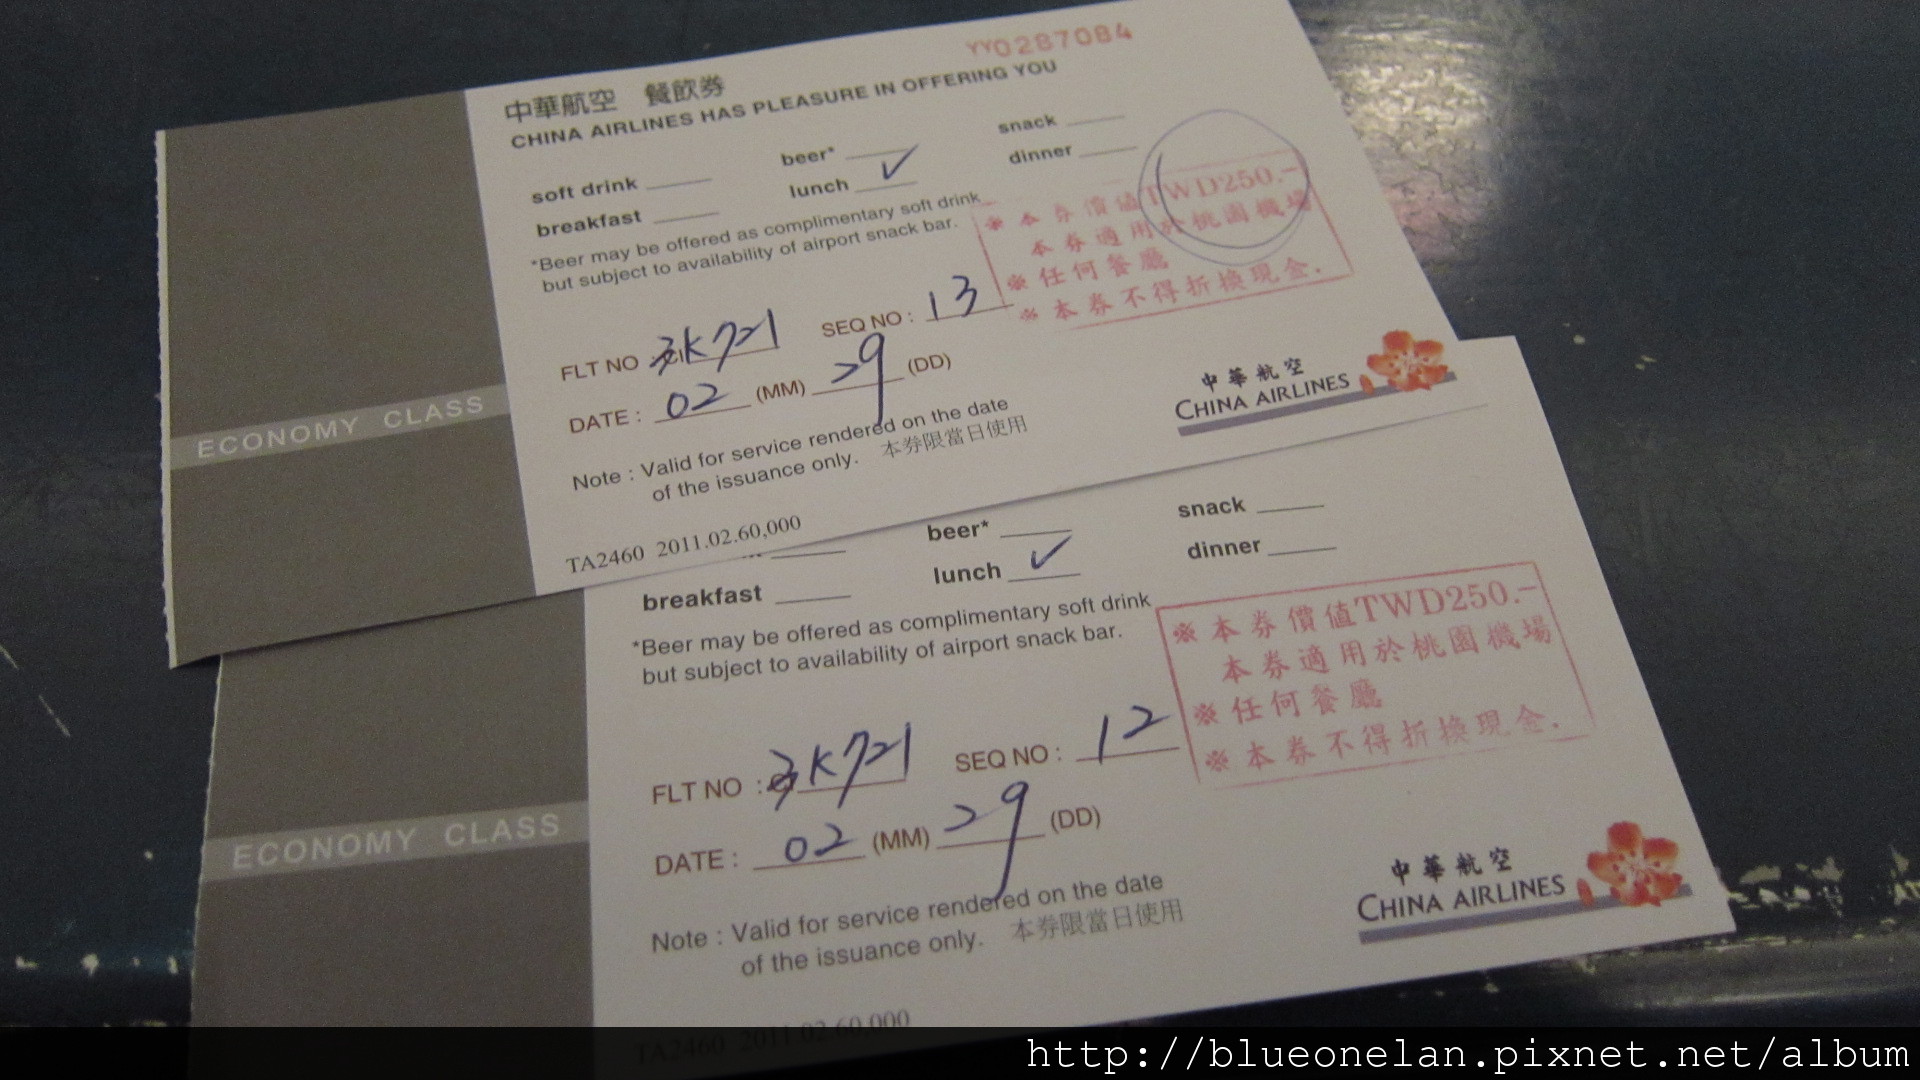 YY0287084
中華航空 餐飲券
CHINA AIRLINES HAS PLEASURE IN OFFERING YOU
soft drink
beer*
snack
breakfast
lunch ✓
dinner
*Beer may be offered as complimentary soft drink
but subject to availability of airport snack bar.
※本券價值TWD250.-
本券適用於桃園機場
※任何餐廳
※本券不得折換現金.
FLT NO 3K721
SEQ NO : 13
DATE : 02 (MM) 29 (DD)
Note : Valid for service rendered on the date
of the issuance only. 本券限當日使用
TA2460 2011.02.60,000
中華航空
CHINA AIRLINES
ECONOMY CLASS
beer*
snack
breakfast
lunch ✓
dinner
*Beer may be offered as complimentary soft drink
but subject to availability of airport snack bar.
※本券價值TWD250.-
本券適用於桃園機場
※任何餐廳
※本券不得折換現金.
FLT NO : 3K721
SEQ NO : 12
DATE : 02 (MM) 29 (DD)
Note : Valid for service rendered on the date
of the issuance only. 本券限當日使用
TA2460 2011.02.60,000
中華航空
CHINA AIRLINES
ECONOMY CLASS
http://blueonelan.pixnet.net/album